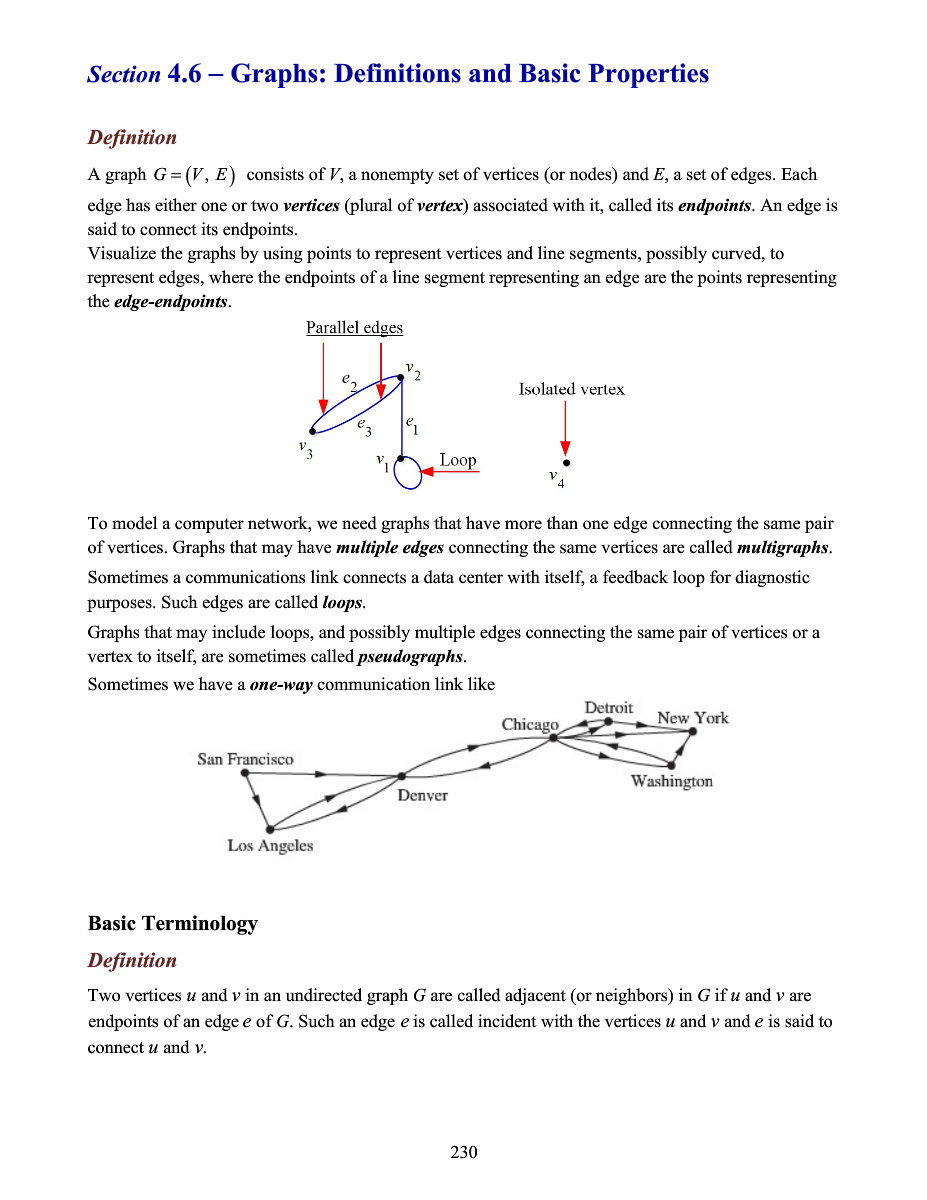 Section 4.6 – Graphs: Definitions and Basic Properties
Definition
A graph G = (V, E) consists of V, a nonempty set of vertices (or nodes) and E, a set of edges. Each
edge has either one or two vertices (plural of vertex) associated with it, called its endpoints. An edge is
said to connect its endpoints.
Visualize the graphs by using points to represent vertices and line segments, possibly curved, to
represent edges, where the endpoints of a line segment representing an edge are the points representing
the edge-endpoints.
Parallel edges
e2
v2
Isolated vertex
e3
e1
v3
v1
Loop
v4
To model a computer network, we need graphs that have more than one edge connecting the same pair
of vertices. Graphs that may have multiple edges connecting the same vertices are called multigraphs.
Sometimes a communications link connects a data center with itself, a feedback loop for diagnostic
purposes. Such edges are called loops.
Graphs that may include loops, and possibly multiple edges connecting the same pair of vertices or a
vertex to itself, are sometimes called pseudographs.
Sometimes we have a one-way communication link like
Detroit
Chicago
New York
San Francisco
Washington
Denver
Los Angeles
Basic Terminology
Definition
Two vertices u and v in an undirected graph G are called adjacent (or neighbors) in G if u and v are
endpoints of an edge e of G. Such an edge e is called incident with the vertices u and v and e is said to
connect u and v.
230